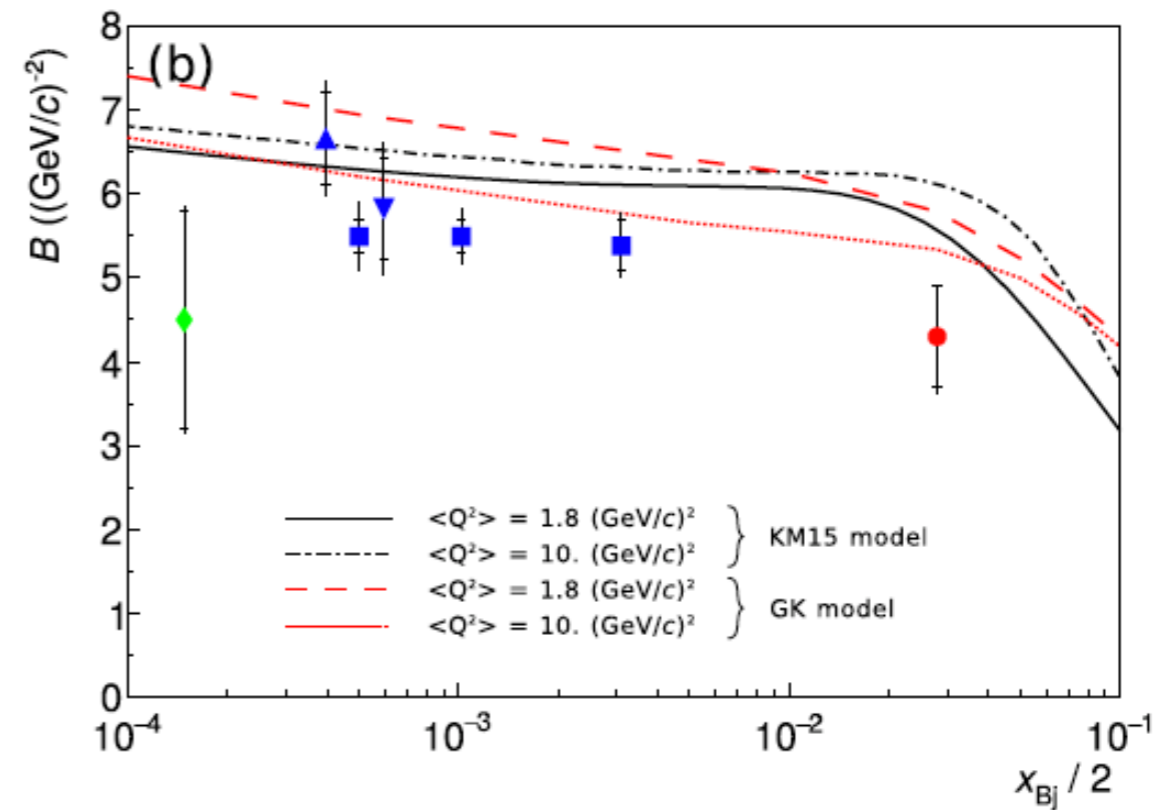 (b)
B ((GeV/c)⁻²)
8
7
6
5
4
3
2
1
0
<Q²> = 1.8 (GeV/c)²
<Q²> = 10. (GeV/c)²
KM15 model
<Q²> = 1.8 (GeV/c)²
<Q²> = 10. (GeV/c)²
GK model
10⁻⁴ 10⁻³ 10⁻² 10⁻¹
x_Bj / 2